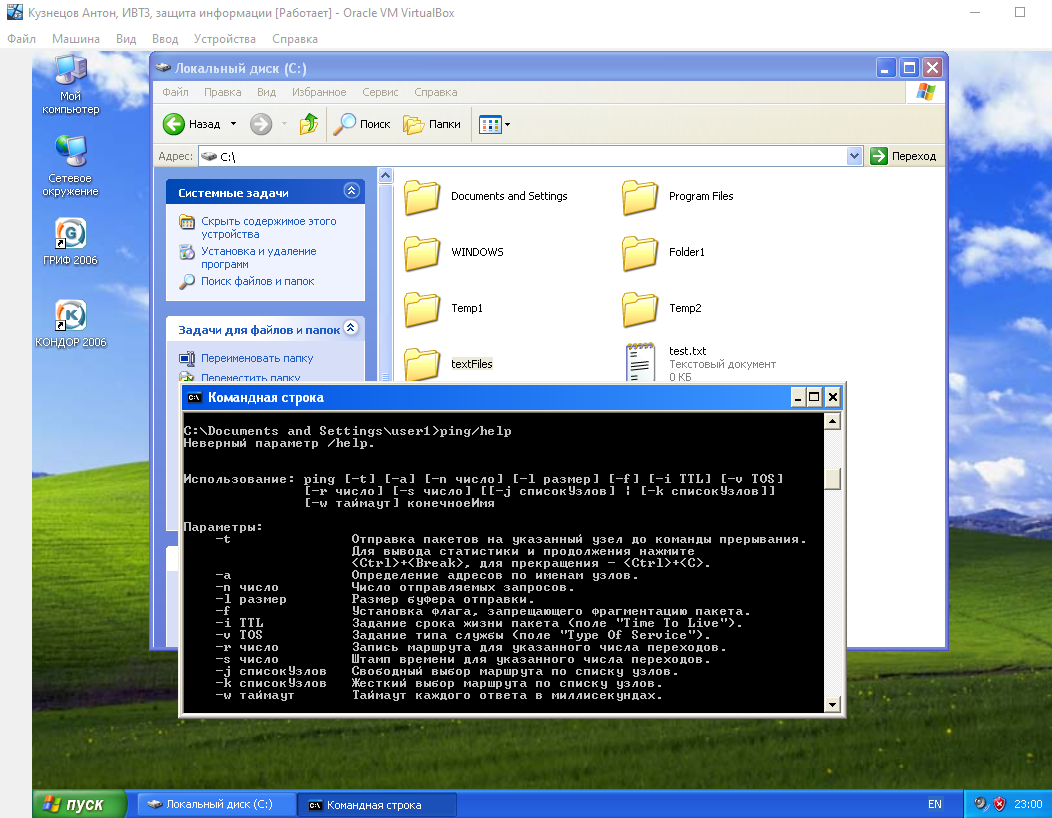 Кузнецов Антон, ИВТ3, защита информации [Работает] - Oracle VM VirtualBox
Файл Машина Вид Ввод Устройства Справка
Мой
компьютер
Сетевое
окружение
ГРИФ 2006
КОНДОР 2006
Локальный диск (C:)
Файл Правка Вид Избранное Сервис Справка
Назад Поиск Папки
Адрес: C:\ Переход
Системные задачи
Скрыть содержимое этого
устройства
Установка и удаление
программ
Поиск файлов и папок
Задачи для файлов и папок
Переименовать папку
Переместить папку
Documents and Settings
Program Files
WINDOWS
Folder1
Temp1
Temp2
textFiles
test.txt
Текстовый документ
0 КБ
Командная строка
C:\Documents and Settings\user1>ping/help
Неверный параметр /help.
Использование: ping [-t] [-a] [-n число] [-l размер] [-f] [-i TTL] [-v TOS]
[-r число] [-s число] [[-j списокУзлов] ¦ [-k списокУзлов]]
[-w таймаут] конечноеИмя
Параметры:
-t Отправка пакетов на указанный узел до команды прерывания.
Для вывода статистики и продолжения нажмите
<Ctrl>+<Break>, для прекращения - <Ctrl>+<C>.
-a Определение адресов по именам узлов.
-n число Число отправляемых запросов.
-l размер Размер буфера отправки.
-f Установка флага, запрещающего фрагментацию пакета.
-i TTL Задание срока жизни пакета (поле "Time To Live").
-v TOS Задание типа службы (поле "Type Of Service").
-r число Запись маршрута для указанного числа переходов.
-s число Штамп времени для указанного числа переходов.
-j списокУзлов Свободный выбор маршрута по списку узлов.
-k списокУзлов Жесткий выбор маршрута по списку узлов.
-w таймаут Таймаут каждого ответа в миллисекундах.
пуск Локальный диск (C:) Командная строка EN 23:00